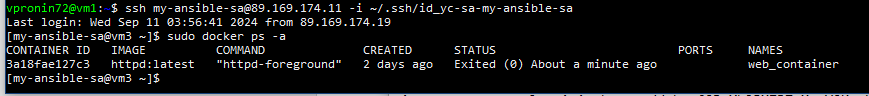 vpronin72@vm1:~$ ssh my-ansible-sa@89.169.174.11 -i ~/.ssh/id_yc-sa-my-ansible-sa
Last login: Wed Sep 11 03:56:41 2024 from 89.169.174.19
[my-ansible-sa@vm3 ~]$ sudo docker ps -a
CONTAINER ID   IMAGE          COMMAND              CREATED      STATUS                          PORTS     NAMES
3a18fae127c3   httpd:latest   "httpd-foreground"   2 days ago   Exited (0) About a minute ago             web_container
[my-ansible-sa@vm3 ~]$